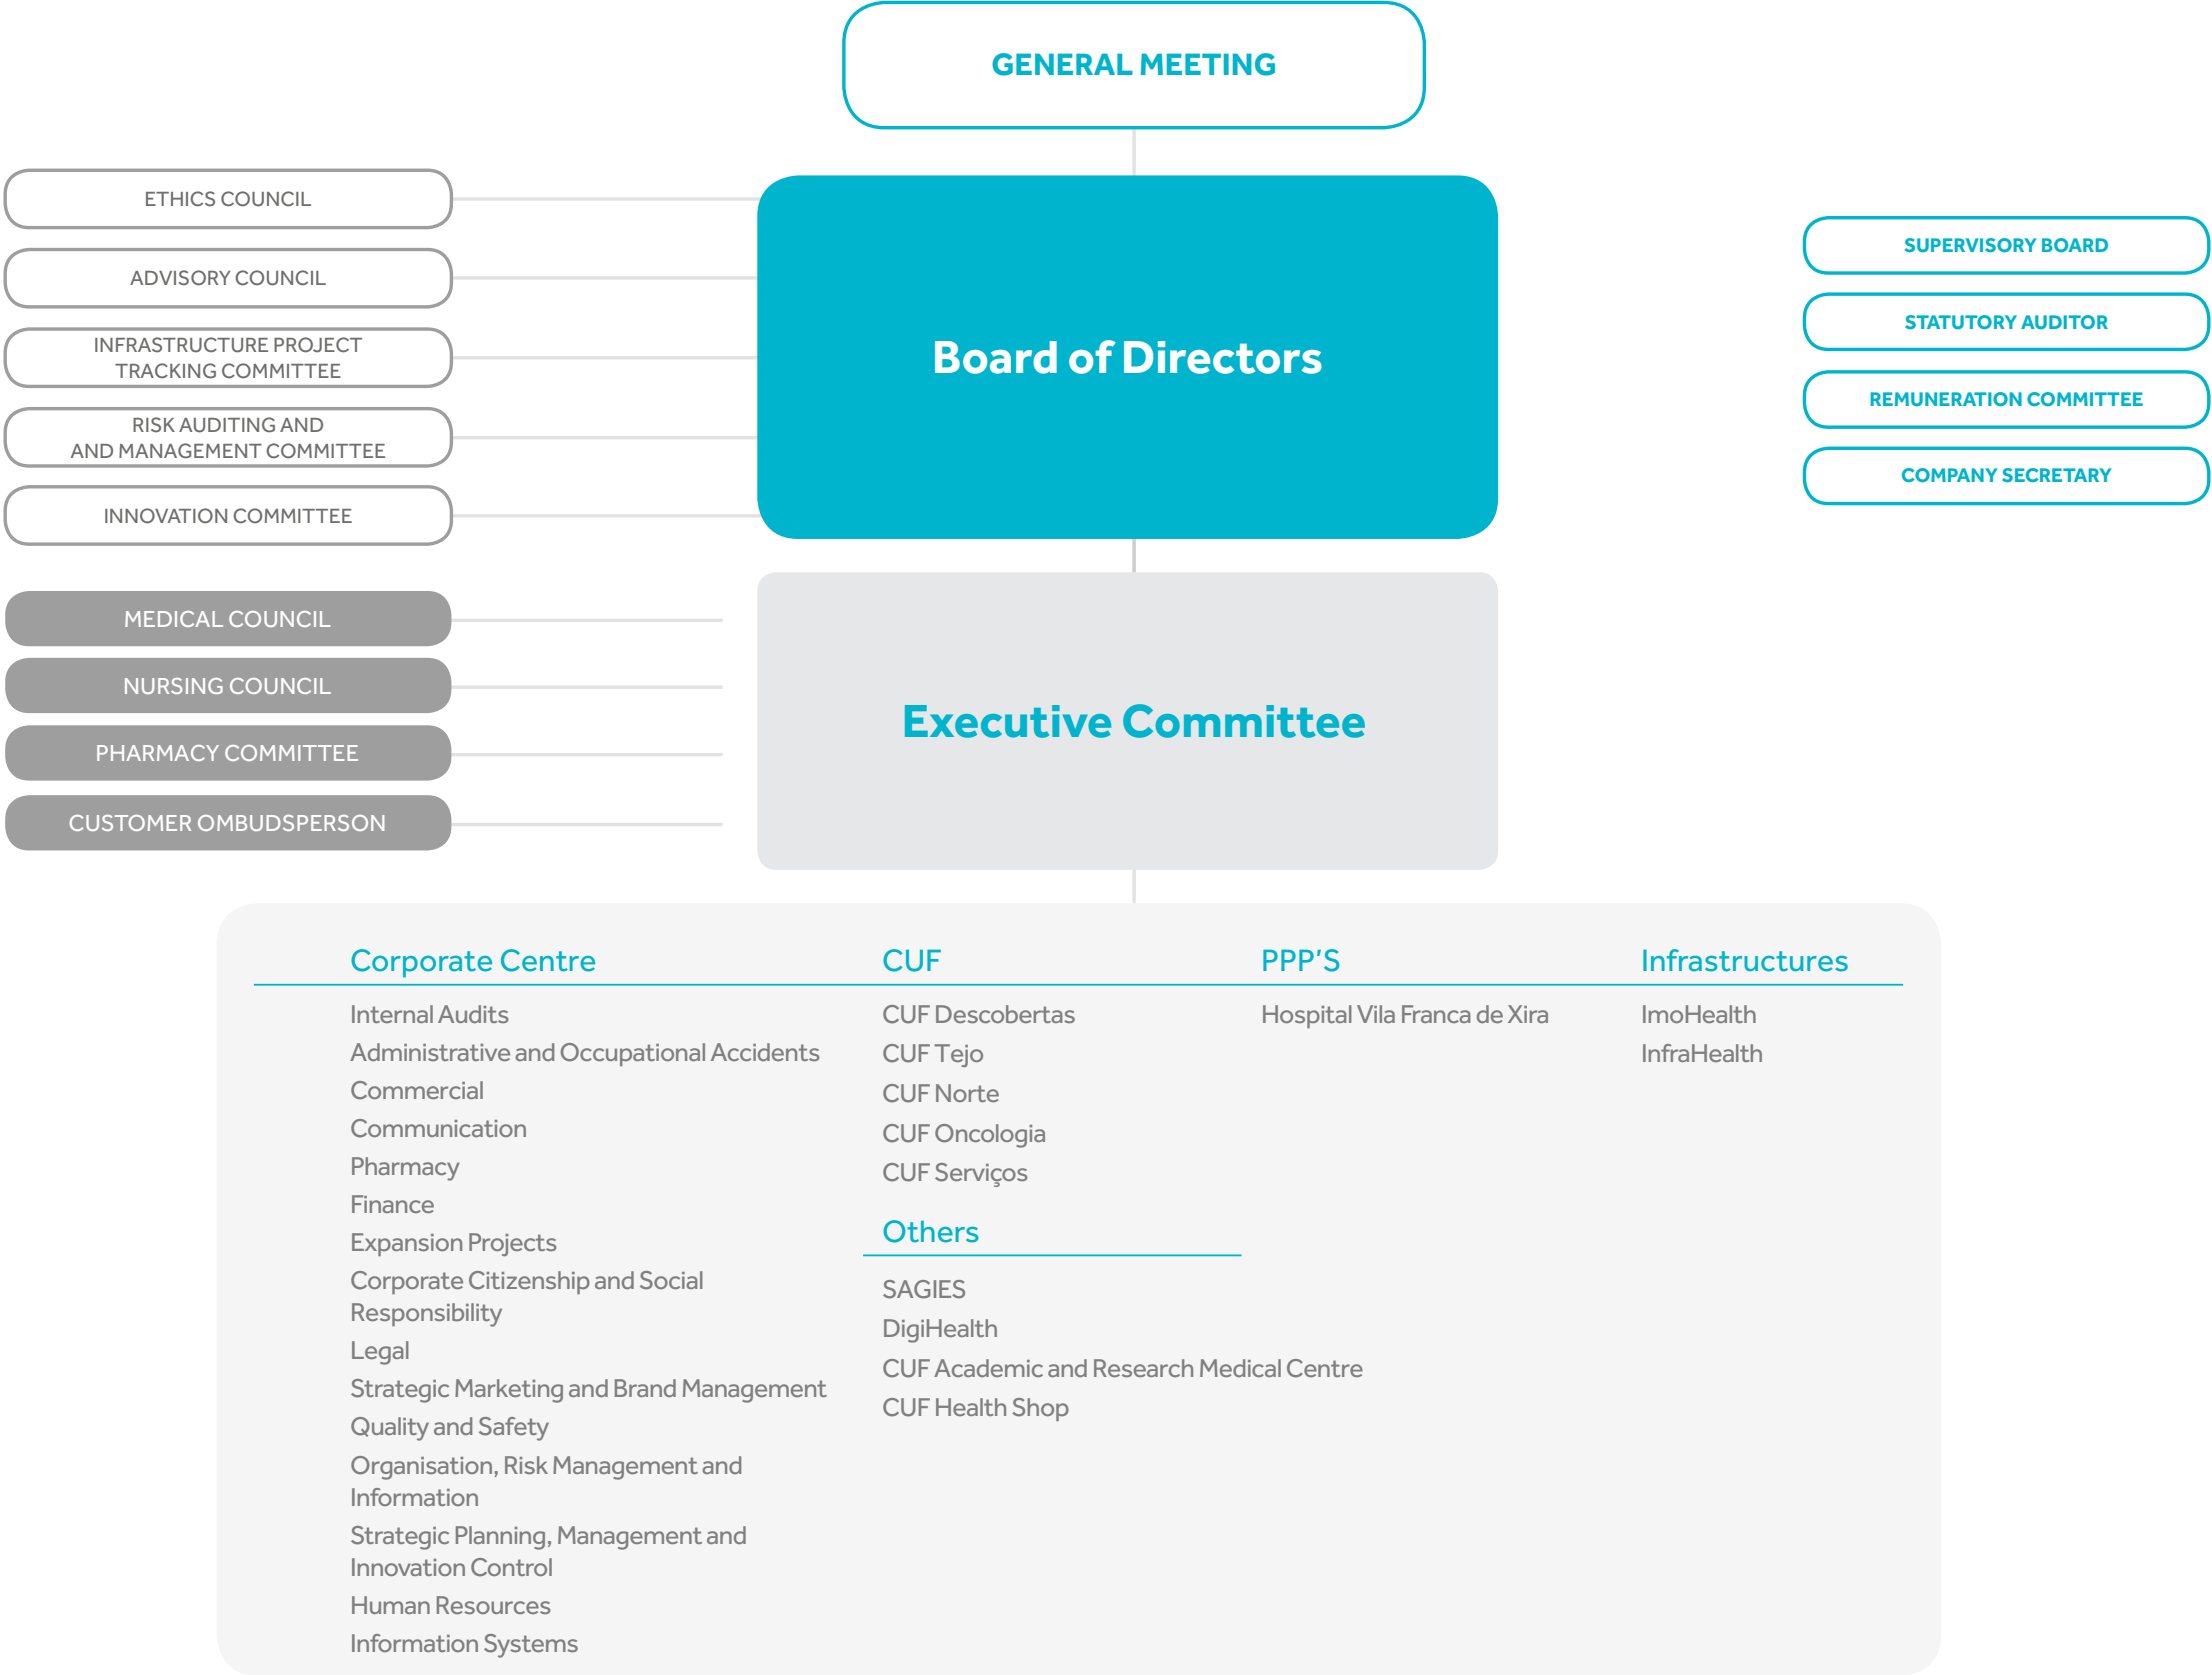 GENERAL MEETING
ETHICS COUNCIL
ADVISORY COUNCIL
INFRASTRUCTURE PROJECT
TRACKING COMMITTEE
RISK AUDITING AND
AND MANAGEMENT COMMITTEE
INNOVATION COMMITTEE
Board of Directors
SUPERVISORY BOARD
STATUTORY AUDITOR
REMUNERATION COMMITTEE
COMPANY SECRETARY
MEDICAL COUNCIL
NURSING COUNCIL
PHARMACY COMMITTEE
CUSTOMER OMBUDSPERSON
Executive Committee
Corporate Centre
Internal Audits
Administrative and Occupational Accidents
Commercial
Communication
Pharmacy
Finance
Expansion Projects
Corporate Citizenship and Social
Responsibility
Legal
Strategic Marketing and Brand Management
Quality and Safety
Organisation, Risk Management and
Information
Strategic Planning, Management and
Innovation Control
Human Resources
Information Systems
CUF
CUF Descobertas
CUF Tejo
CUF Norte
CUF Oncologia
CUF Serviços
Others
SAGIES
DigiHealth
CUF Academic and Research Medical Centre
CUF Health Shop
PPP'S
Hospital Vila Franca de Xira
Infrastructures
ImoHealth
InfraHealth